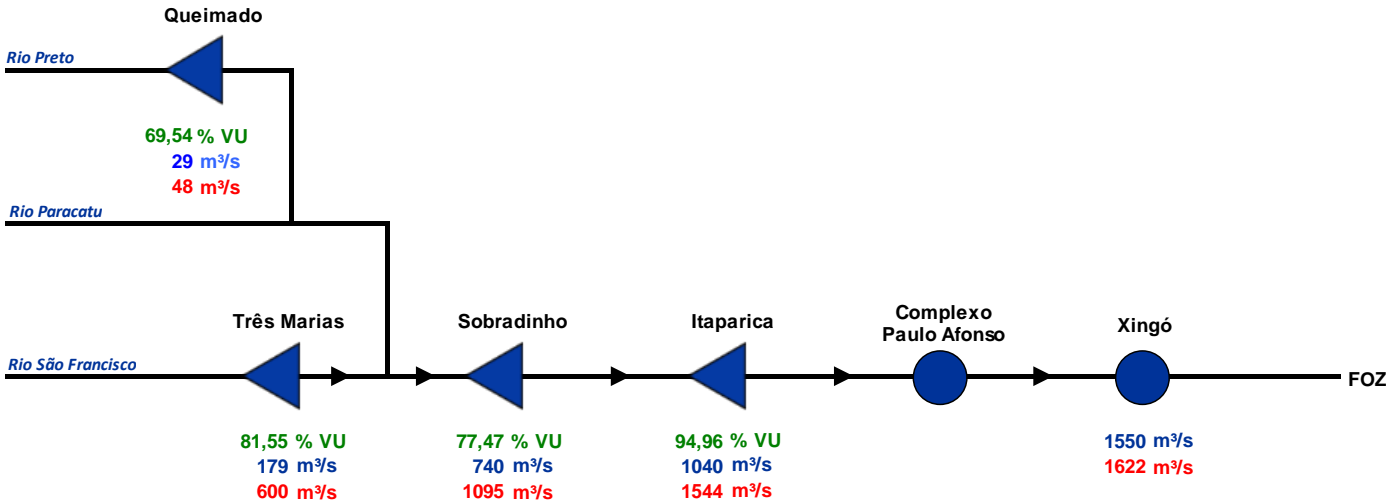 Queimado
Rio Preto
69,54 % VU
29 m³/s
48 m³/s
Rio Paracatu
Três Marias
Sobradinho
Itaparica
Complexo
Paulo Afonso
Xingó
Rio São Francisco
FOZ
81,55 % VU
179 m³/s
600 m³/s
77,47 % VU
740 m³/s
1095 m³/s
94,96 % VU
1040 m³/s
1544 m³/s
1550 m³/s
1622 m³/s